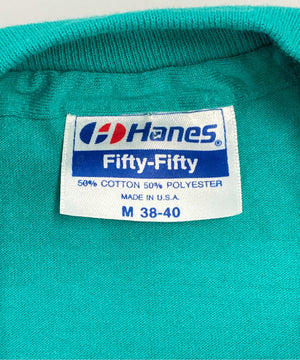 Hanes®
Fifty-Fifty
50% COTTON 50% POLYESTER
MADE IN U.S.A.
M 38-40